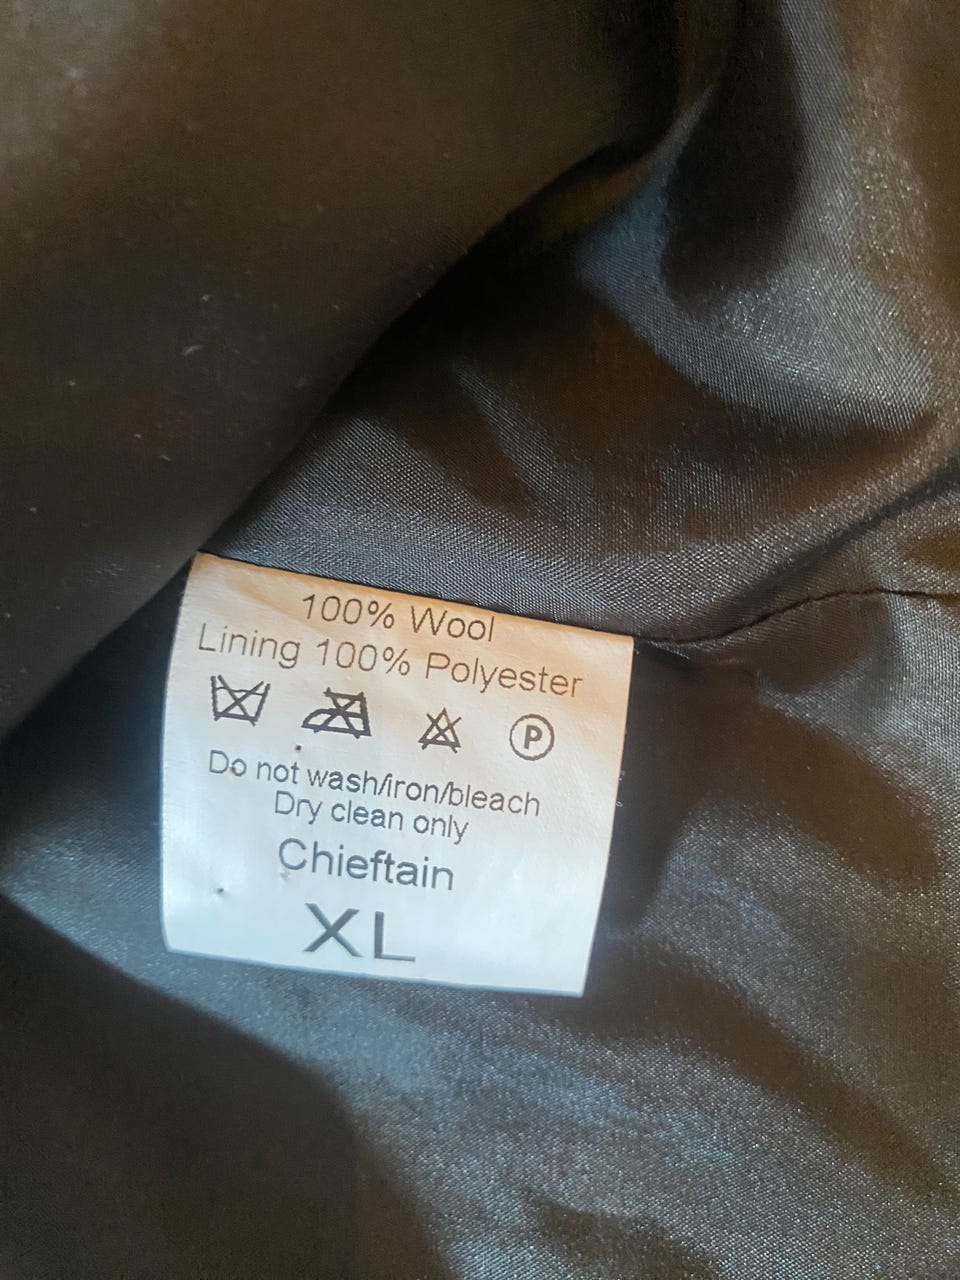 100% Wool
Lining 100% Polyester
P
Do not wash/iron/bleach
Dry clean only
Chieftain
XL